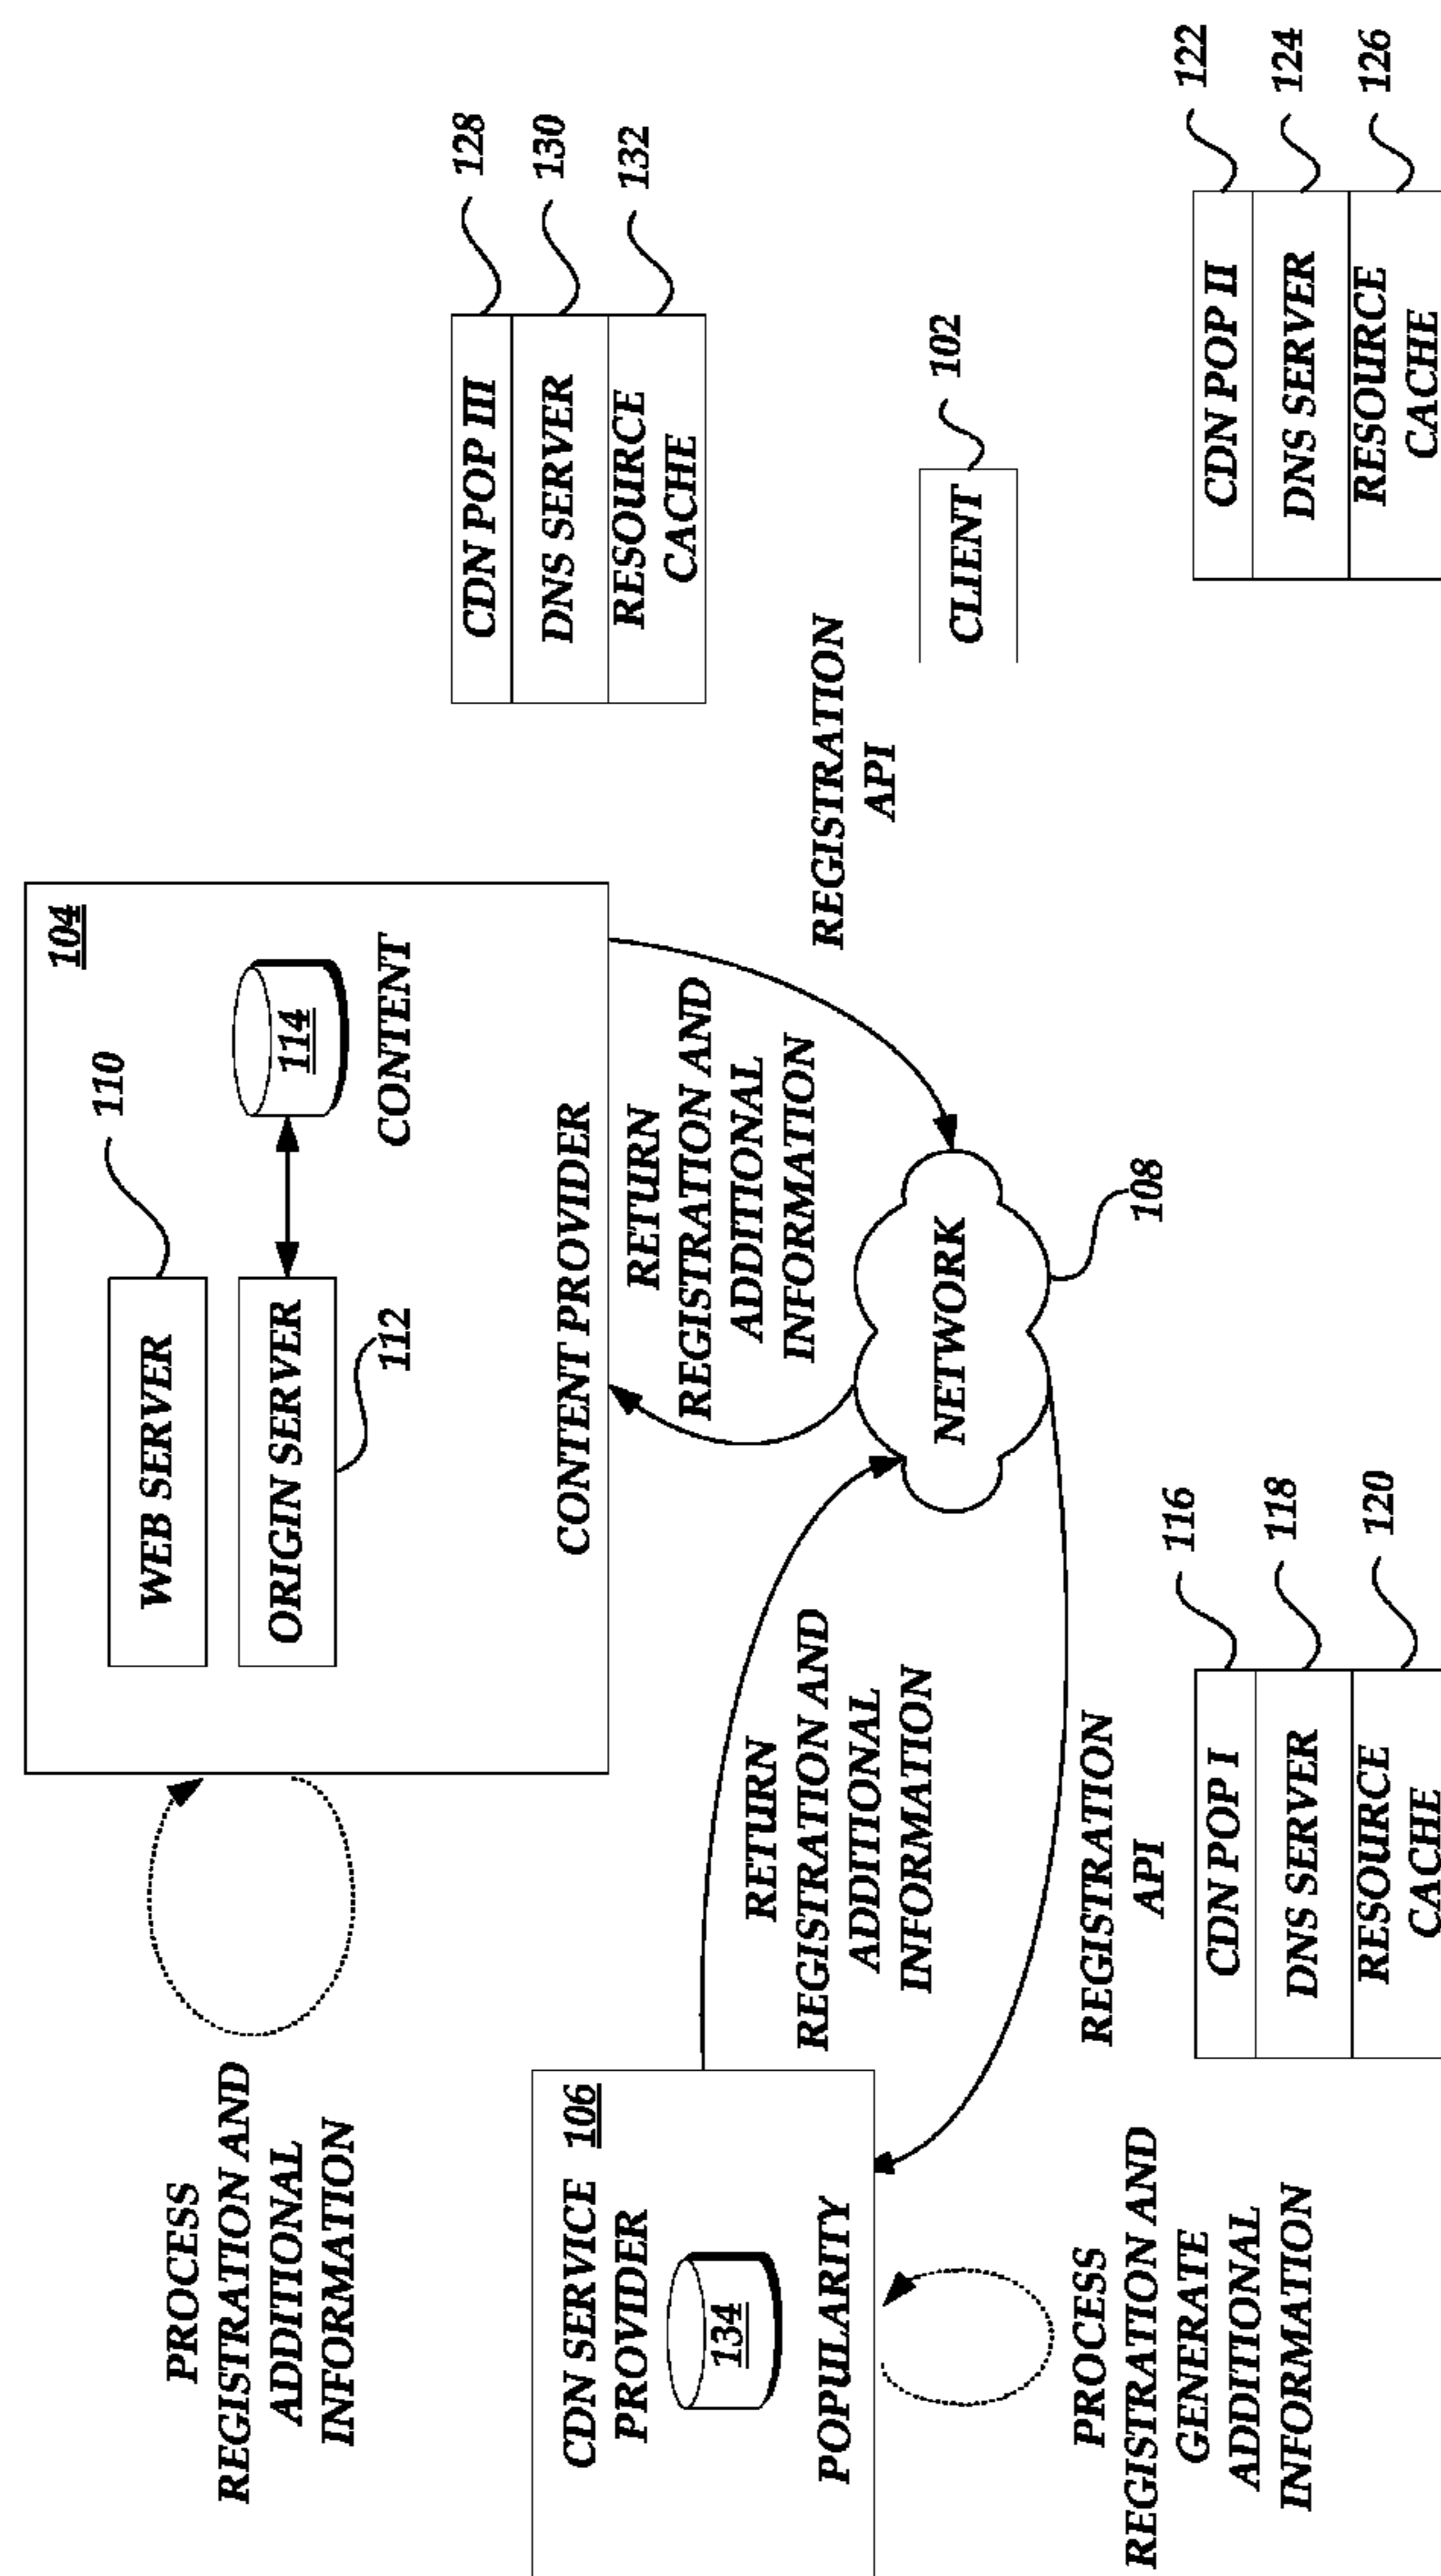 PROCESS
REGISTRATION AND
ADDITIONAL
INFORMATION
104
WEB SERVER
110
ORIGIN SERVER
112
114
CONTENT
CONTENT PROVIDER
CDN SERVICE 106
PROVIDER
134
POPULARITY
PROCESS
REGISTRATION AND
GENERATE
ADDITIONAL
INFORMATION
RETURN
REGISTRATION AND
ADDITIONAL
INFORMATION
RETURN
REGISTRATION AND
ADDITIONAL
INFORMATION
NETWORK
108
REGISTRATION
API
REGISTRATION
API
CDN POP III
128
DNS SERVER
130
RESOURCE
CACHE
132
CLIENT
102
CDN POP I
116
DNS SERVER
118
RESOURCE
CACHE
120
CDN POP II
122
DNS SERVER
124
RESOURCE
CACHE
126